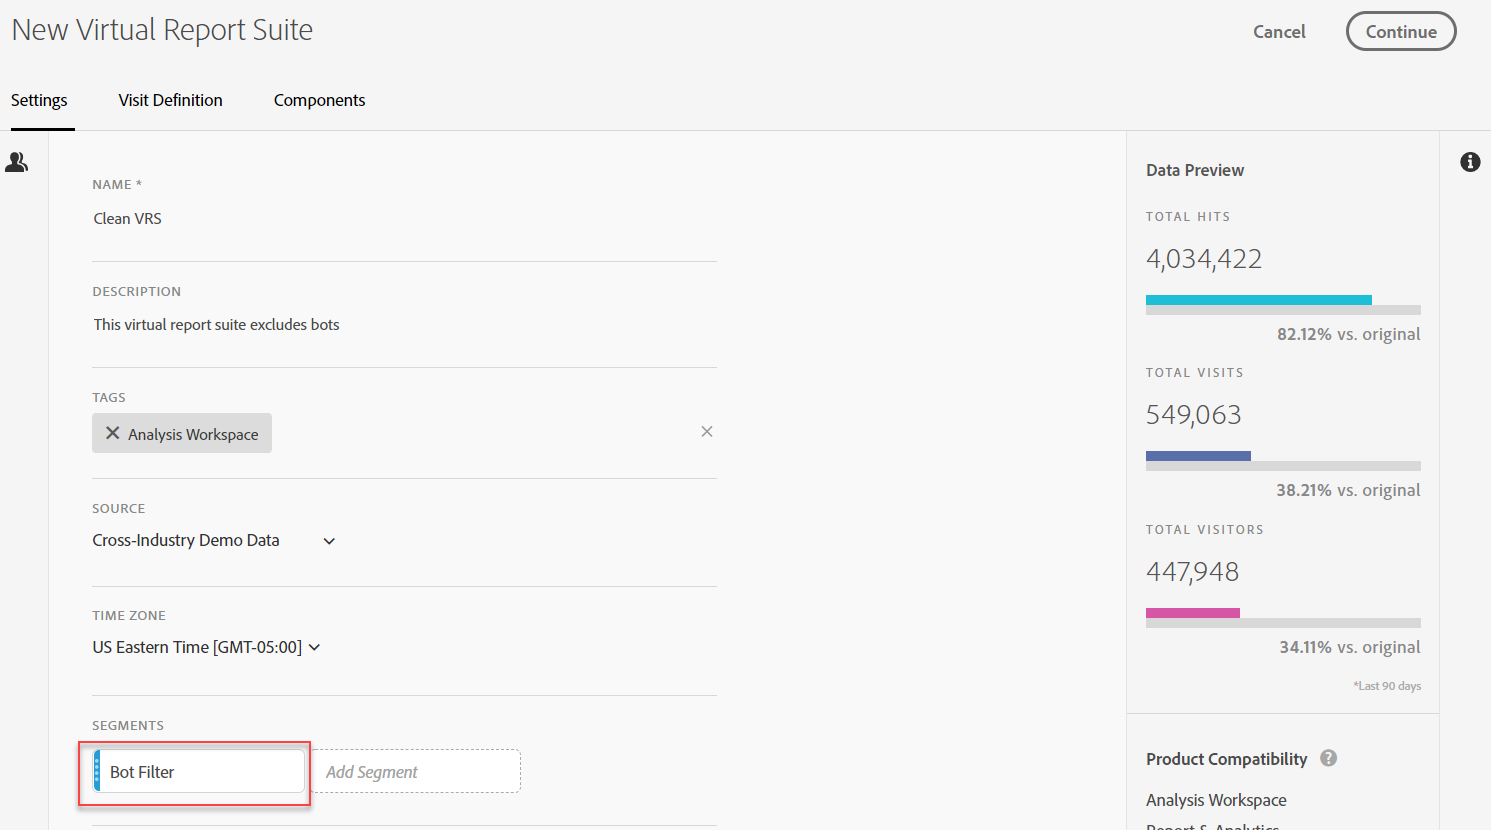 New Virtual Report Suite
Cancel
Continue
Settings
Visit Definition
Components
NAME *
Clean VRS
DESCRIPTION
This virtual report suite excludes bots
TAGS
Analysis Workspace
SOURCE
Cross-Industry Demo Data
TIME ZONE
US Eastern Time [GMT-05:00]
SEGMENTS
Bot Filter
Add Segment
Data Preview
TOTAL HITS
4,034,422
82.12% vs. original
TOTAL VISITS
549,063
38.21% vs. original
TOTAL VISITORS
447,948
34.11% vs. original
*Last 90 days
Product Compatibility ?
Analysis Workspace
Report & Analytics